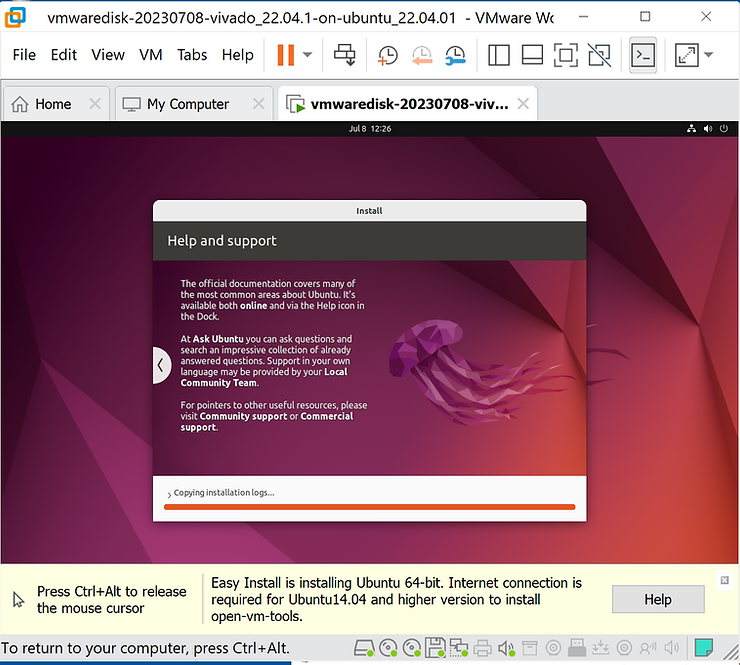 vmwaredisk-20230708-vivado_22.04.1-on-ubuntu_22.04.01 - VMware Wo
File Edit View VM Tabs Help
Home
My Computer
vmwaredisk-20230708-viv...
Jul 8 12:26
Install
Help and support
The official documentation covers many of
the most common areas about Ubuntu. It's
available both online and via the Help icon in
the Dock.
At Ask Ubuntu you can ask questions and
search an impressive collection of already
answered questions. Support in your own
language may be provided by your Local
Community Team.
For pointers to other useful resources, please
visit Community support or Commercial
support.
Copying installation logs...
Press Ctrl+Alt to release
the mouse cursor
Easy Install is installing Ubuntu 64-bit. Internet connection is
required for Ubuntu14.04 and higher version to install
open-vm-tools.
Help
To return to your computer, press Ctrl+Alt.